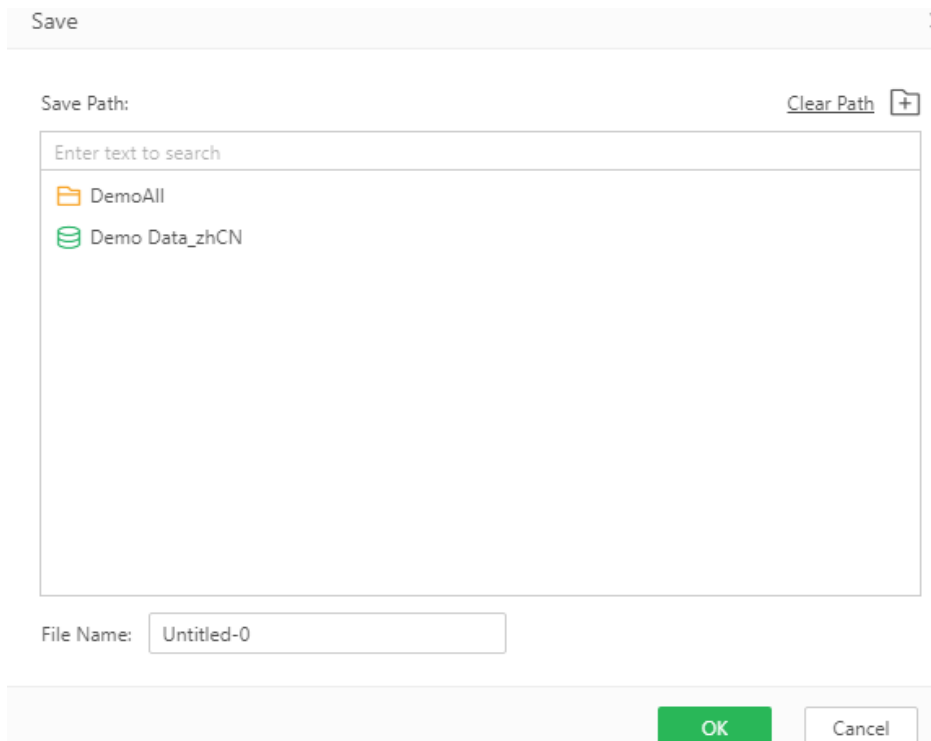 Save
Save Path:
Clear Path
Enter text to search
DemoAll
Demo Data_zhCN
File Name:
Untitled-0
OK
Cancel